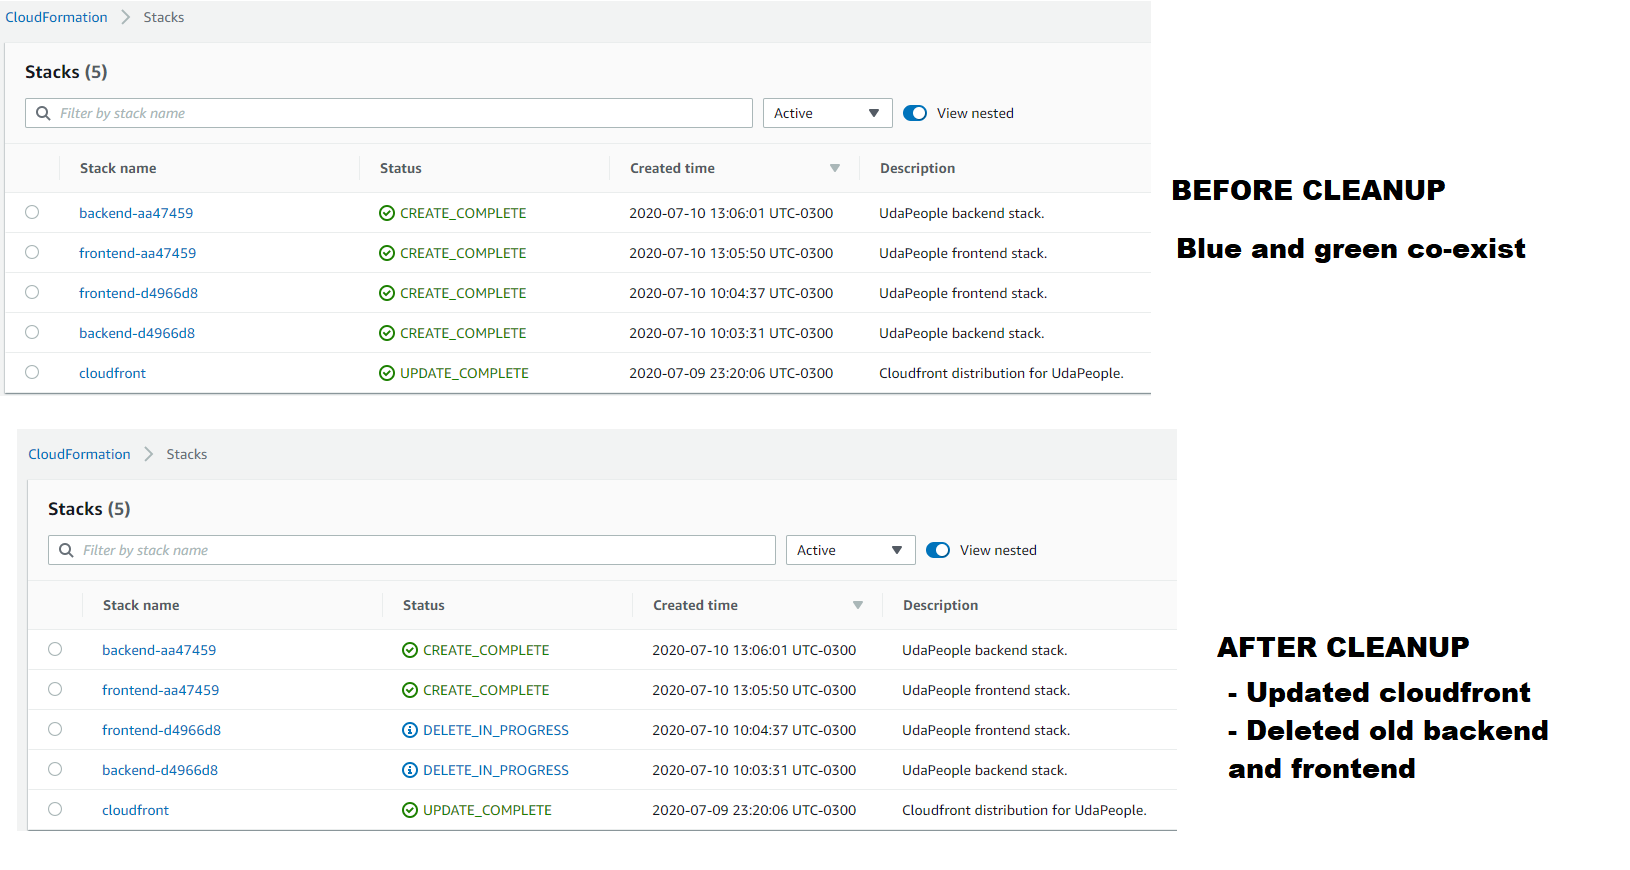 CloudFormation > Stacks
Stacks (5)
Filter by stack name Active View nested
Stack name Status Created time Description
backend-aa47459 CREATE_COMPLETE 2020-07-10 13:06:01 UTC-0300 UdaPeople backend stack.
frontend-aa47459 CREATE_COMPLETE 2020-07-10 13:05:50 UTC-0300 UdaPeople frontend stack.
frontend-d4966d8 CREATE_COMPLETE 2020-07-10 10:04:37 UTC-0300 UdaPeople frontend stack.
backend-d4966d8 CREATE_COMPLETE 2020-07-10 10:03:31 UTC-0300 UdaPeople backend stack.
cloudfront UPDATE_COMPLETE 2020-07-09 23:20:06 UTC-0300 Cloudfront distribution for UdaPeople.
BEFORE CLEANUP
Blue and green co-exist
CloudFormation > Stacks
Stacks (5)
Filter by stack name Active View nested
Stack name Status Created time Description
backend-aa47459 CREATE_COMPLETE 2020-07-10 13:06:01 UTC-0300 UdaPeople backend stack.
frontend-aa47459 CREATE_COMPLETE 2020-07-10 13:05:50 UTC-0300 UdaPeople frontend stack.
frontend-d4966d8 DELETE_IN_PROGRESS 2020-07-10 10:04:37 UTC-0300 UdaPeople frontend stack.
backend-d4966d8 DELETE_IN_PROGRESS 2020-07-10 10:03:31 UTC-0300 UdaPeople backend stack.
cloudfront UPDATE_COMPLETE 2020-07-09 23:20:06 UTC-0300 Cloudfront distribution for UdaPeople.
AFTER CLEANUP
- Updated cloudfront
- Deleted old backend
and frontend